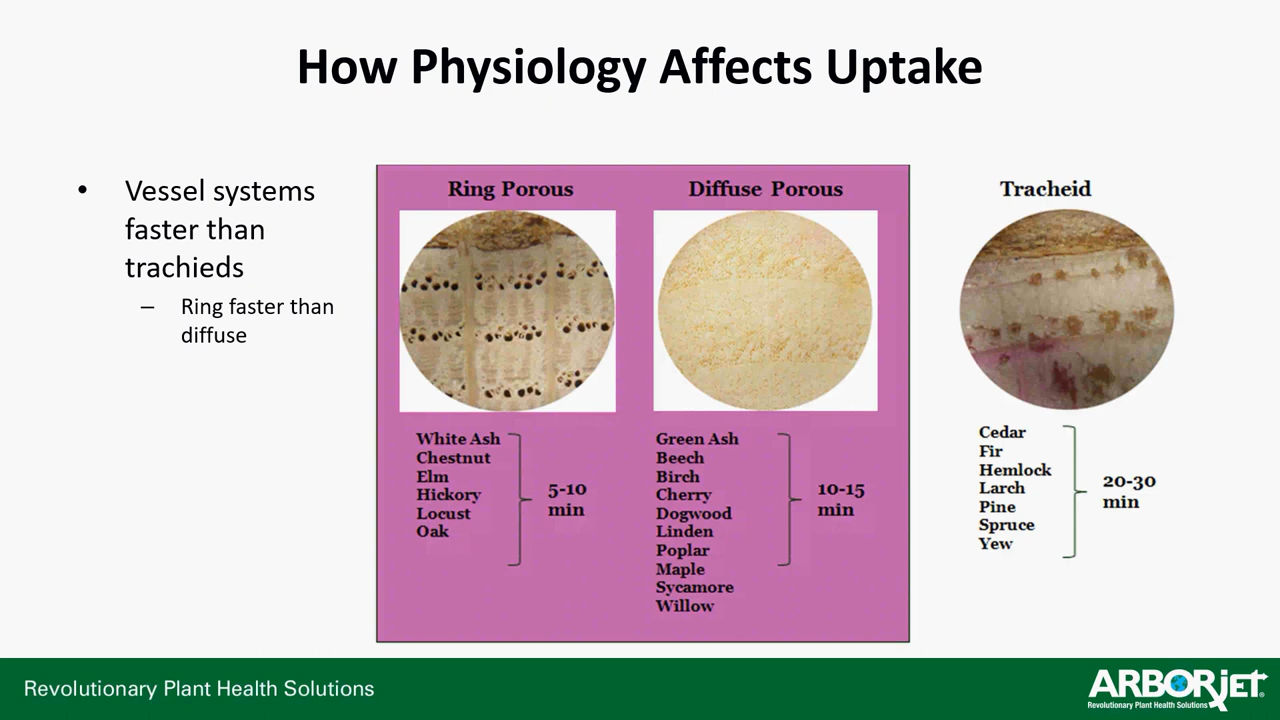 How Physiology Affects Uptake
• Vessel systems
faster than
trachieds
– Ring faster than
diffuse
Ring Porous
White Ash
Chestnut
Elm
Hickory
Locust
Oak
5-10
min
Diffuse Porous
Green Ash
Beech
Birch
Cherry
Dogwood
Linden
Poplar
Maple
Sycamore
Willow
10-15
min
Tracheid
Cedar
Fir
Hemlock
Larch
Pine
Spruce
Yew
20-30
min
Revolutionary Plant Health Solutions
ARBORjet®
Revolutionary Plant Health Solutions